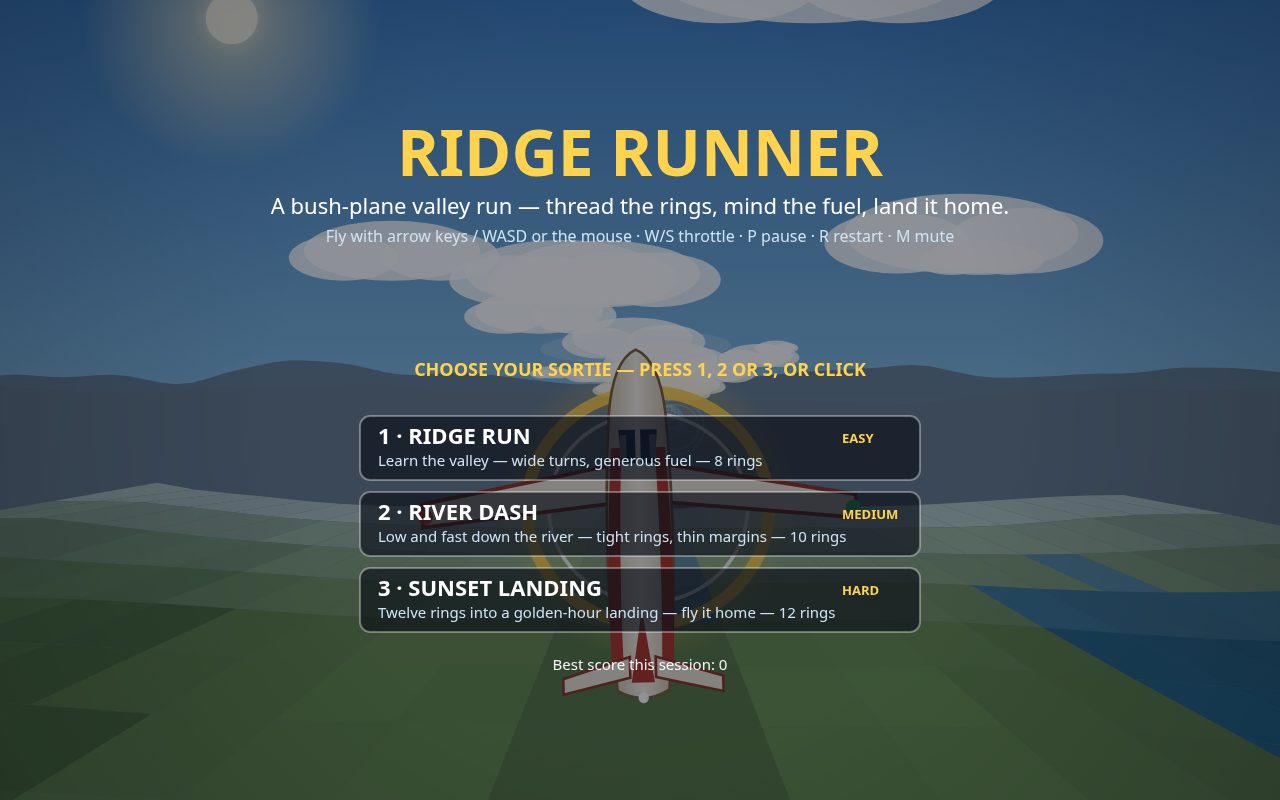 RIDGE RUNNER
A bush-plane valley run — thread the rings, mind the fuel, land it home.
Fly with arrow keys / WASD or the mouse · W/S throttle · P pause · R restart · M mute
CHOOSE YOUR SORTIE — PRESS 1, 2 OR 3, OR CLICK
1 · RIDGE RUN
EASY
Learn the valley — wide turns, generous fuel — 8 rings
2 · RIVER DASH
MEDIUM
Low and fast down the river — tight rings, thin margins — 10 rings
3 · SUNSET LANDING
HARD
Twelve rings into a golden-hour landing — fly it home — 12 rings
Best score this session: 0